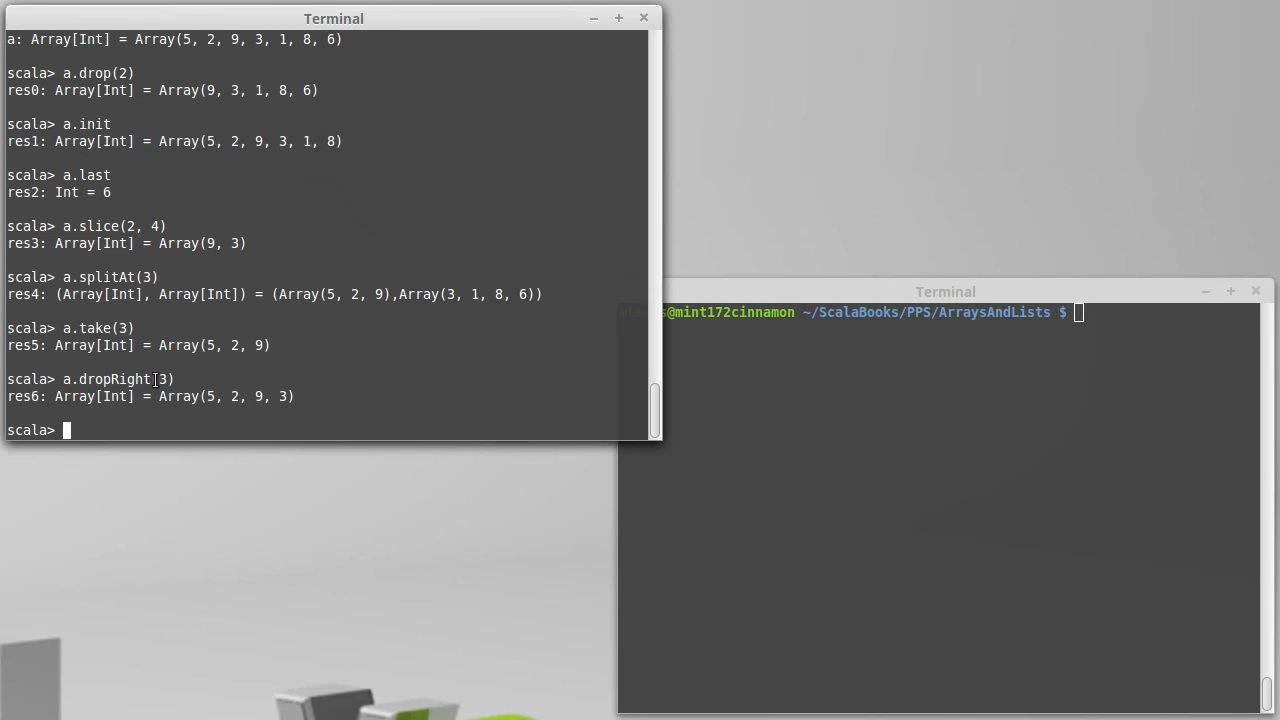 Terminal
a: Array[Int] = Array(5, 2, 9, 3, 1, 8, 6)
scala> a.drop(2)
res0: Array[Int] = Array(9, 3, 1, 8, 6)
scala> a.init
res1: Array[Int] = Array(5, 2, 9, 3, 1, 8)
scala> a.last
res2: Int = 6
scala> a.slice(2, 4)
res3: Array[Int] = Array(9, 3)
scala> a.splitAt(3)
res4: (Array[Int], Array[Int]) = (Array(5, 2, 9),Array(3, 1, 8, 6))
scala> a.take(3)
res5: Array[Int] = Array(5, 2, 9)
scala> a.dropRight(3)
res6: Array[Int] = Array(5, 2, 9, 3)
scala>
Terminal
s@mint172cinnamon ~/ScalaBooks/PPS/ArraysAndLists $